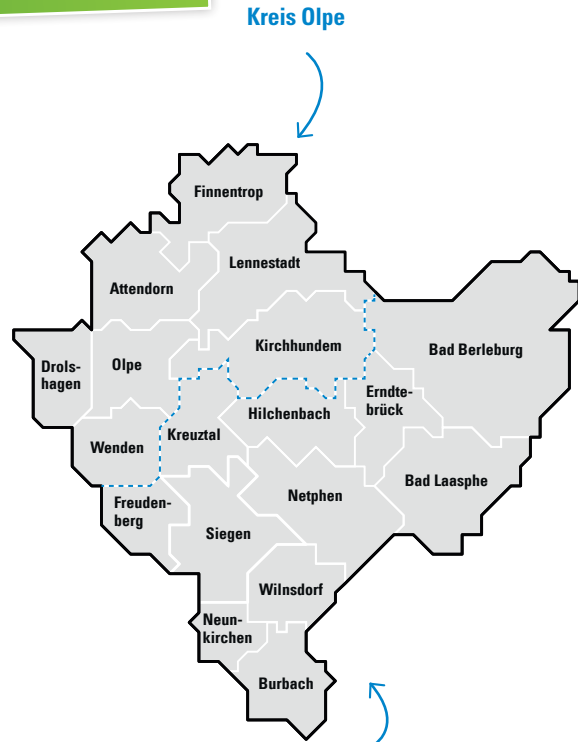 Kreis Olpe
Finnentrop
Lennestadt
Attendorn
Kirchhundem
Bad Berleburg
Drols-
hagen
Olpe
Erndte-
brück
Hilchenbach
Kreuztal
Wenden
Bad Laasphe
Netphen
Freuden-
berg
Siegen
Wilnsdorf
Neun-
kirchen
Burbach